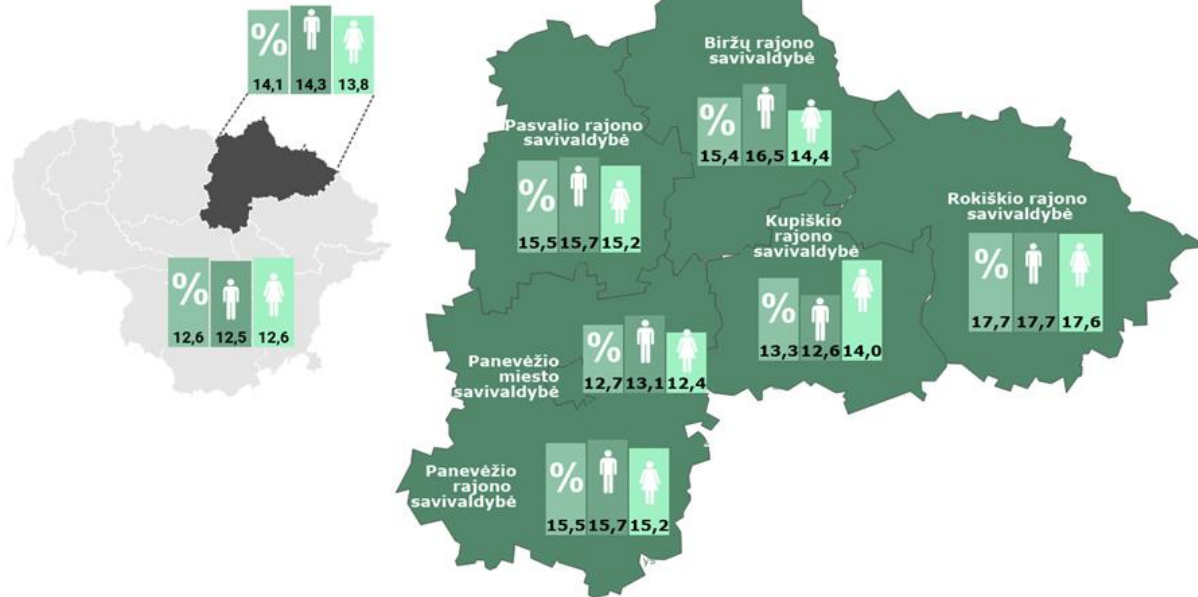 %
14,1 14,3 13,8
%
12,6 12,5 12,6
Biržų rajono
savivaldybė
%
15,4 16,5 14,4
Pasvalio rajono
savivaldybė
%
15,5 15,7 15,2
Kupiškio
rajono
savivaldybė
%
13,3 12,6 14,0
Rokiškio rajono
savivaldybė
%
17,7 17,7 17,6
Panevėžio
miesto
savivaldybė
%
12,7 13,1 12,4
Panevėžio
rajono
savivaldybė
%
15,5 15,7 15,2